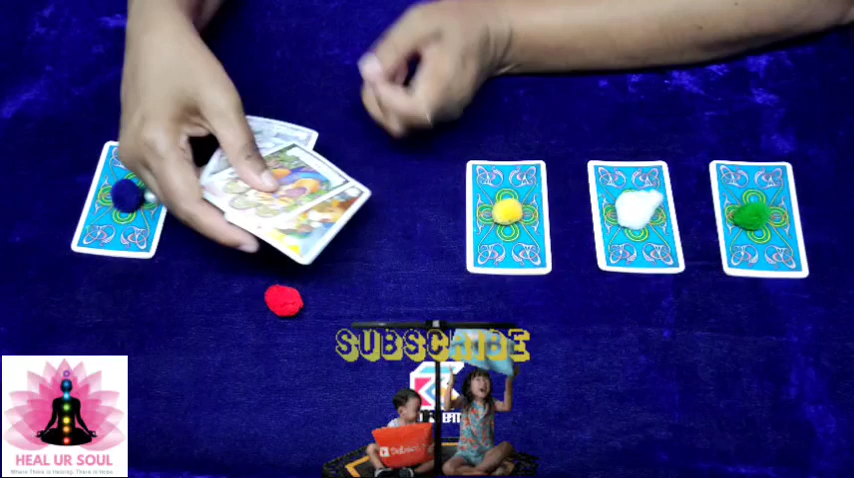 SUBSCRIBE
HEAL UR SOUL
Where There is Healing, There is Hope